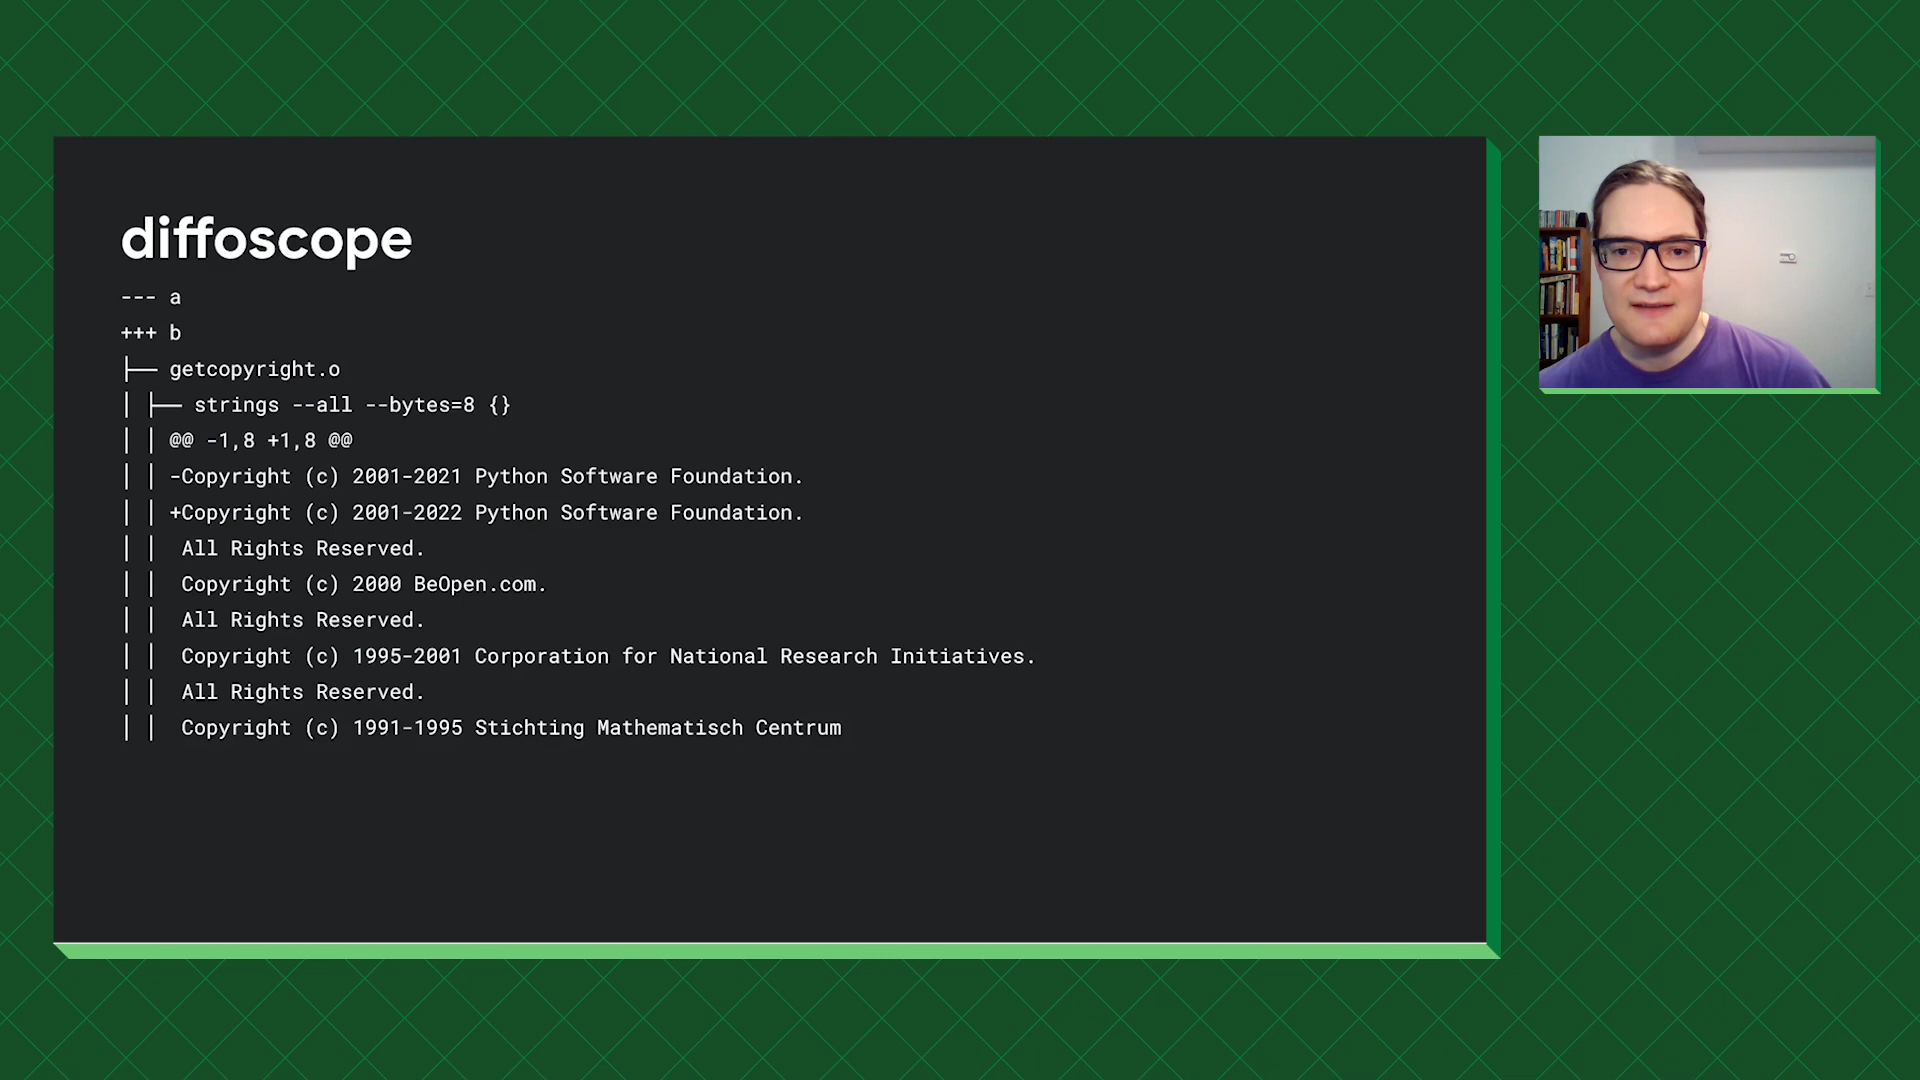 diffoscope
--- a
+++ b
├── getcopyright.o
│ ├── strings --all --bytes=8 {}
│ │ @@ -1,8 +1,8 @@
│ │ -Copyright (c) 2001-2021 Python Software Foundation.
│ │ +Copyright (c) 2001-2022 Python Software Foundation.
│ │  All Rights Reserved.
│ │  Copyright (c) 2000 BeOpen.com.
│ │  All Rights Reserved.
│ │  Copyright (c) 1995-2001 Corporation for National Research Initiatives.
│ │  All Rights Reserved.
│ │  Copyright (c) 1991-1995 Stichting Mathematisch Centrum